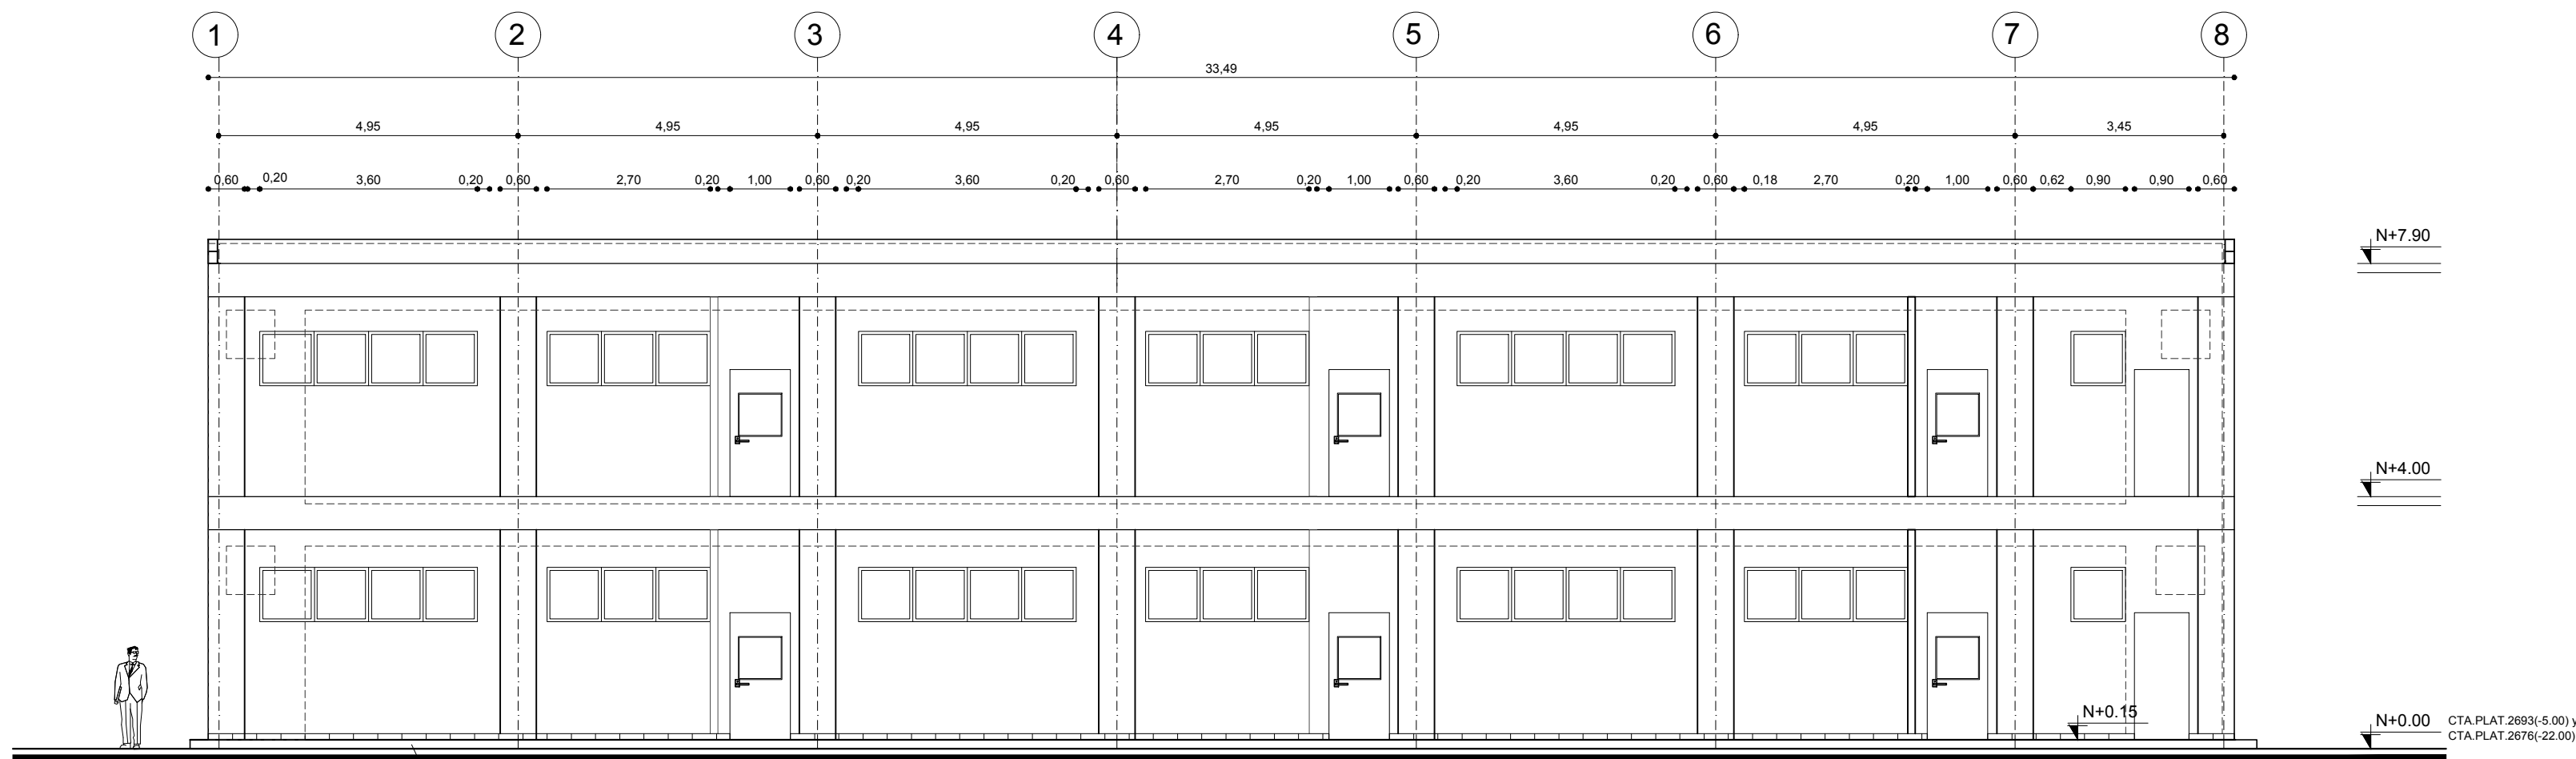 1 2 3 4 5 6 7 8
33,49
4,95 4,95 4,95 4,95 4,95 4,95 3,45
0,60 0,20 3,60 0,20 0,60 2,70 0,20 1,00 0,60 0,20 3,60 0,20 0,60 2,70 0,20 1,00 0,60 0,20 3,60 0,20 0,60 0,18 2,70 0,20 1,00 0,60 0,62 0,90 0,90 0,60
N+7.90
N+4.00
N+0.15
N+0.00 CTA.PLAT.2693(-5.00) y
CTA.PLAT.2676(-22.00)